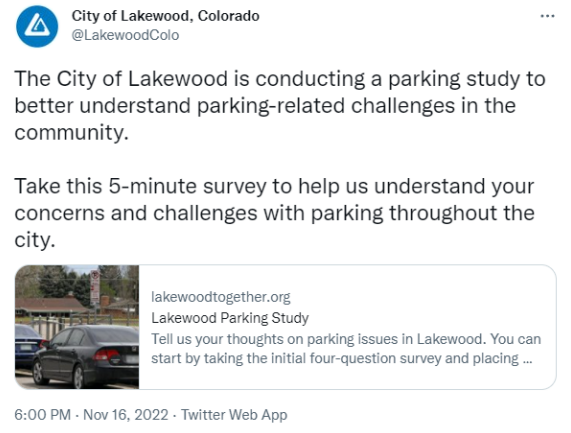 City of Lakewood, Colorado
@LakewoodColo
The City of Lakewood is conducting a parking study to
better understand parking-related challenges in the
community.
Take this 5-minute survey to help us understand your
concerns and challenges with parking throughout the
city.
lakewoodtogether.org
Lakewood Parking Study
Tell us your thoughts on parking issues in Lakewood. You can
start by taking the initial four-question survey and placing ...
6:00 PM · Nov 16, 2022 · Twitter Web App